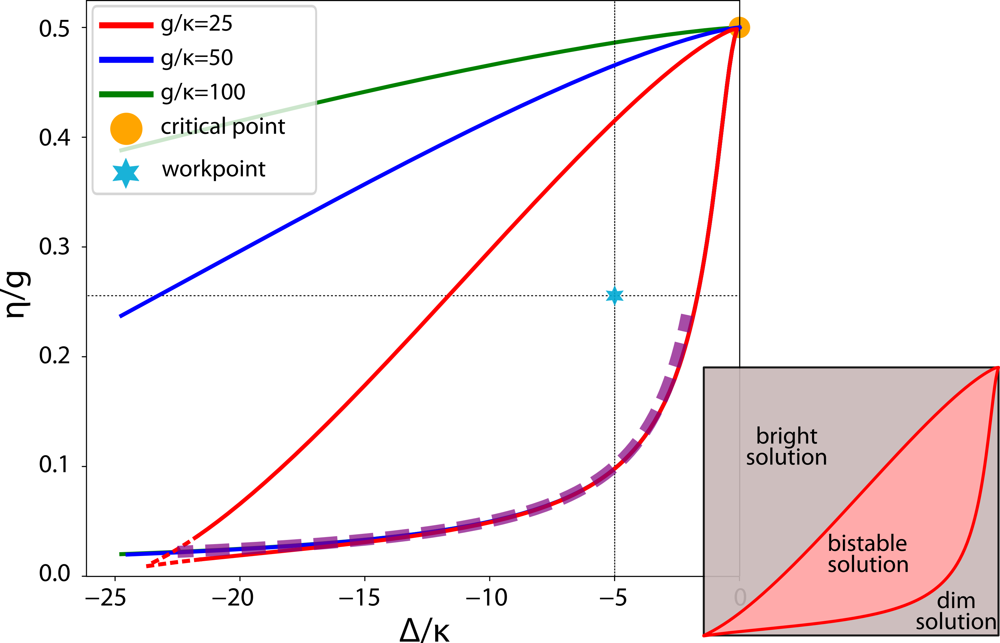 g/κ=25
g/κ=50
g/κ=100
critical point
workpoint
0.5
0.4
0.3
0.2
0.1
0.0
η/g
−25
−20
−15
−10
−5
0
Δ/κ
bright
solution
bistable
solution
dim
solution